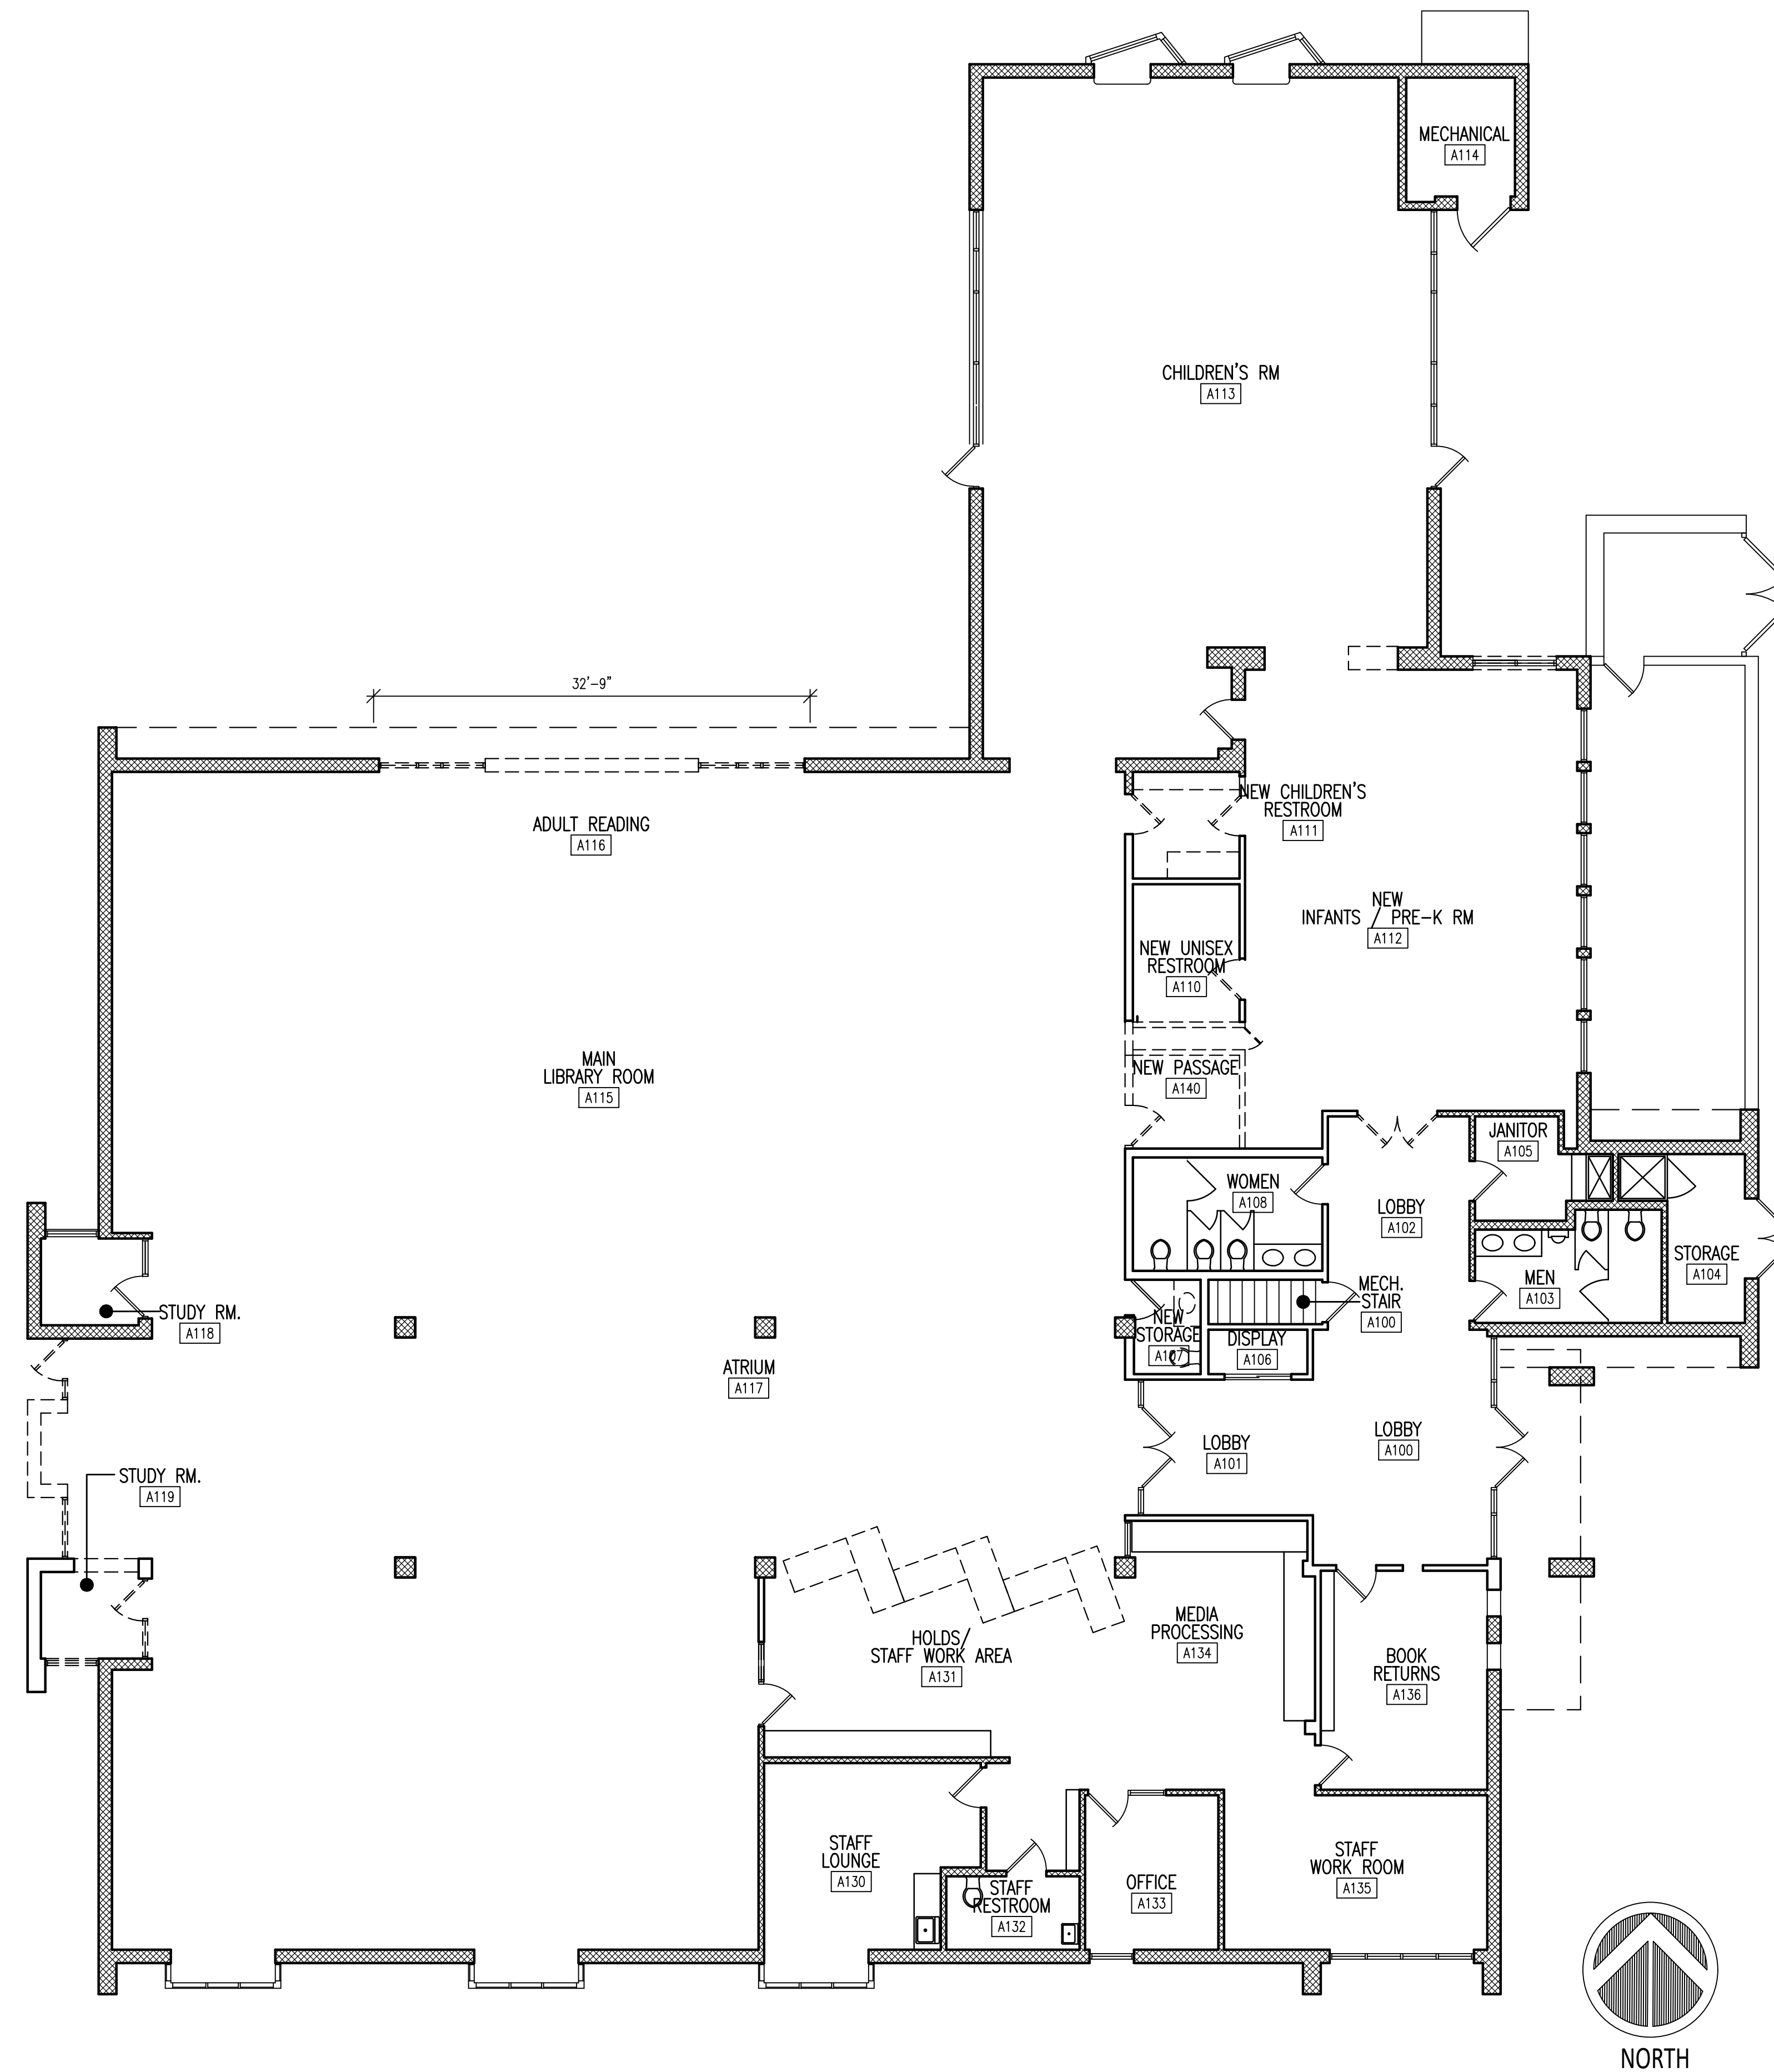 MECHANICAL
A114
CHILDREN'S RM
A113
32'-9"
NEW CHILDREN'S
RESTROOM
A111
ADULT READING
A116
NEW
INFANTS / PRE-K RM
A112
NEW UNISEX
RESTROOM
A110
MAIN
LIBRARY ROOM
A115
NEW PASSAGE
A140
JANITOR
A105
WOMEN
A108
LOBBY
A102
STORAGE
A104
MEN
A103
MECH.
STAIR
A100
STUDY RM.
A118
NEW
STORAGE
A107
DISPLAY
A106
ATRIUM
A117
LOBBY
A101
LOBBY
A100
STUDY RM.
A119
HOLDS/
STAFF WORK AREA
A131
MEDIA
PROCESSING
A134
BOOK
RETURNS
A136
STAFF
LOUNGE
A130
STAFF
RESTROOM
A132
OFFICE
A133
STAFF
WORK ROOM
A135
NORTH